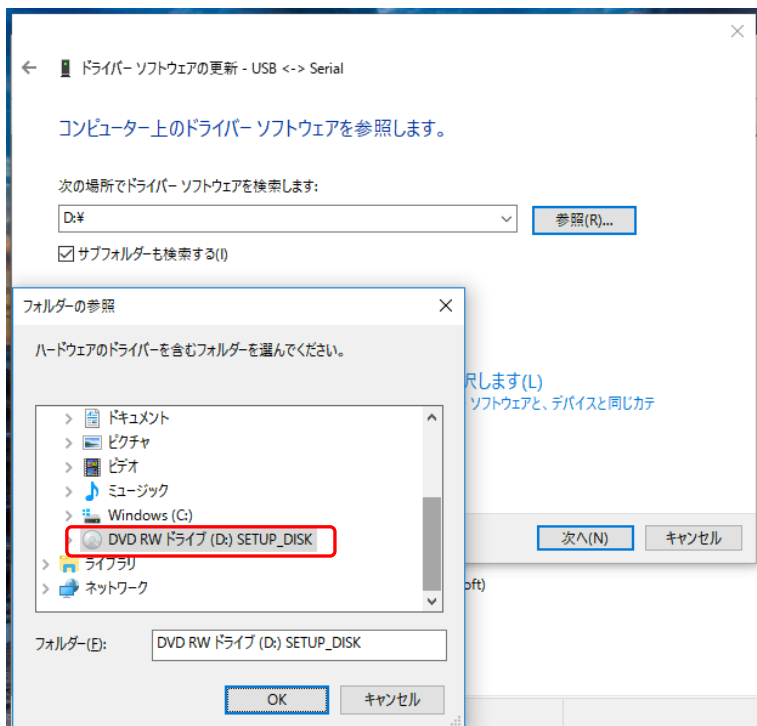 ドライバー ソフトウェアの更新 - USB <-> Serial
コンピューター上のドライバー ソフトウェアを参照します。
次の場所でドライバー ソフトウェアを検索します:
D:¥
参照(R)...
サブフォルダーも検索する(I)
フォルダーの参照
ハードウェアのドライバーを含むフォルダーを選んでください。
択します(L)
ソフトウェアと、デバイスと同じカテ
ドキュメント
ピクチャ
ビデオ
ミュージック
Windows (C:)
DVD RW ドライブ (D:) SETUP_DISK
ライブラリ
ネットワーク
次へ(N)
キャンセル
oft)
フォルダー(F):
DVD RW ドライブ (D:) SETUP_DISK
OK
キャンセル